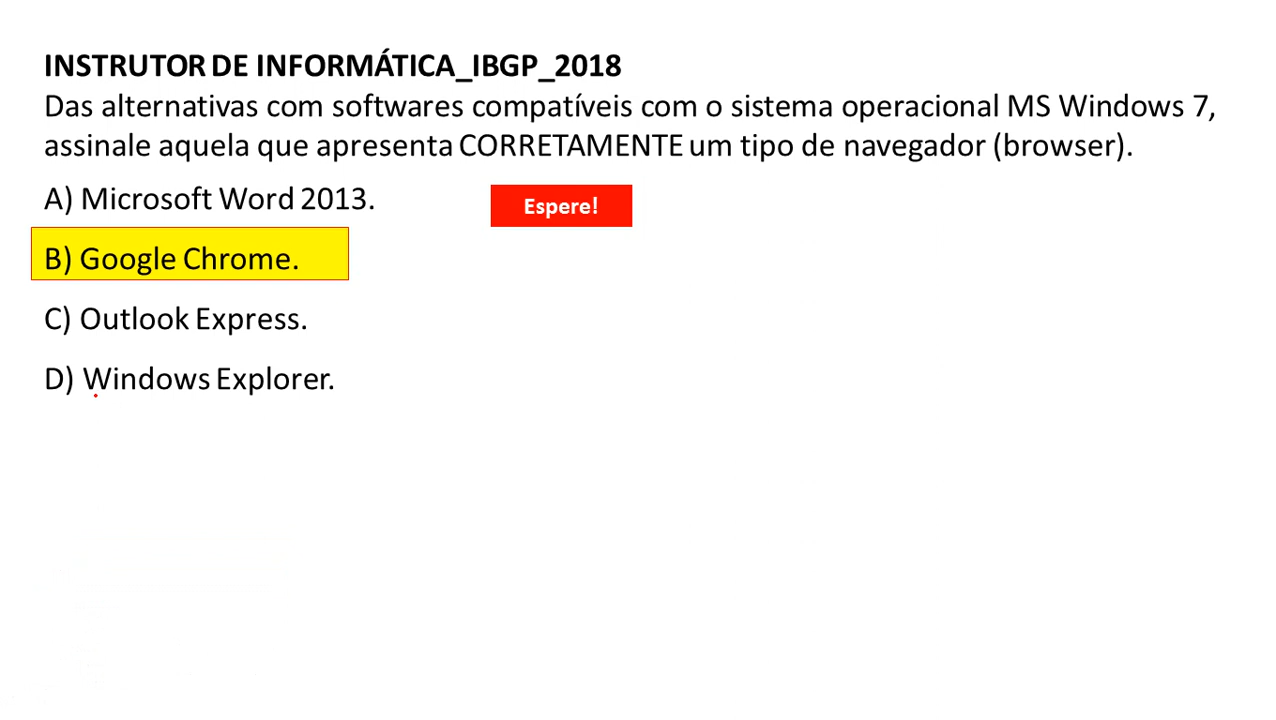 INSTRUTOR DE INFORMÁTICA_IBGP_2018
Das alternativas com softwares compatíveis com o sistema operacional MS Windows 7,
assinale aquela que apresenta CORRETAMENTE um tipo de navegador (browser).
A) Microsoft Word 2013.
Espere!
B) Google Chrome.
C) Outlook Express.
D) Windows Explorer.